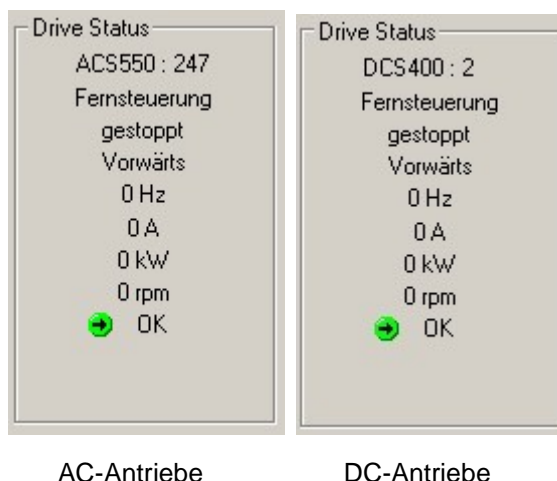 Drive Status
ACS550 : 247
Fernsteuerung
gestoppt
Vorwärts
0 Hz
0 A
0 kW
0 rpm
OK
AC-Antriebe
Drive Status
DCS400 : 2
Fernsteuerung
gestoppt
Vorwärts
0 Hz
0 A
0 kW
0 rpm
OK
DC-Antriebe